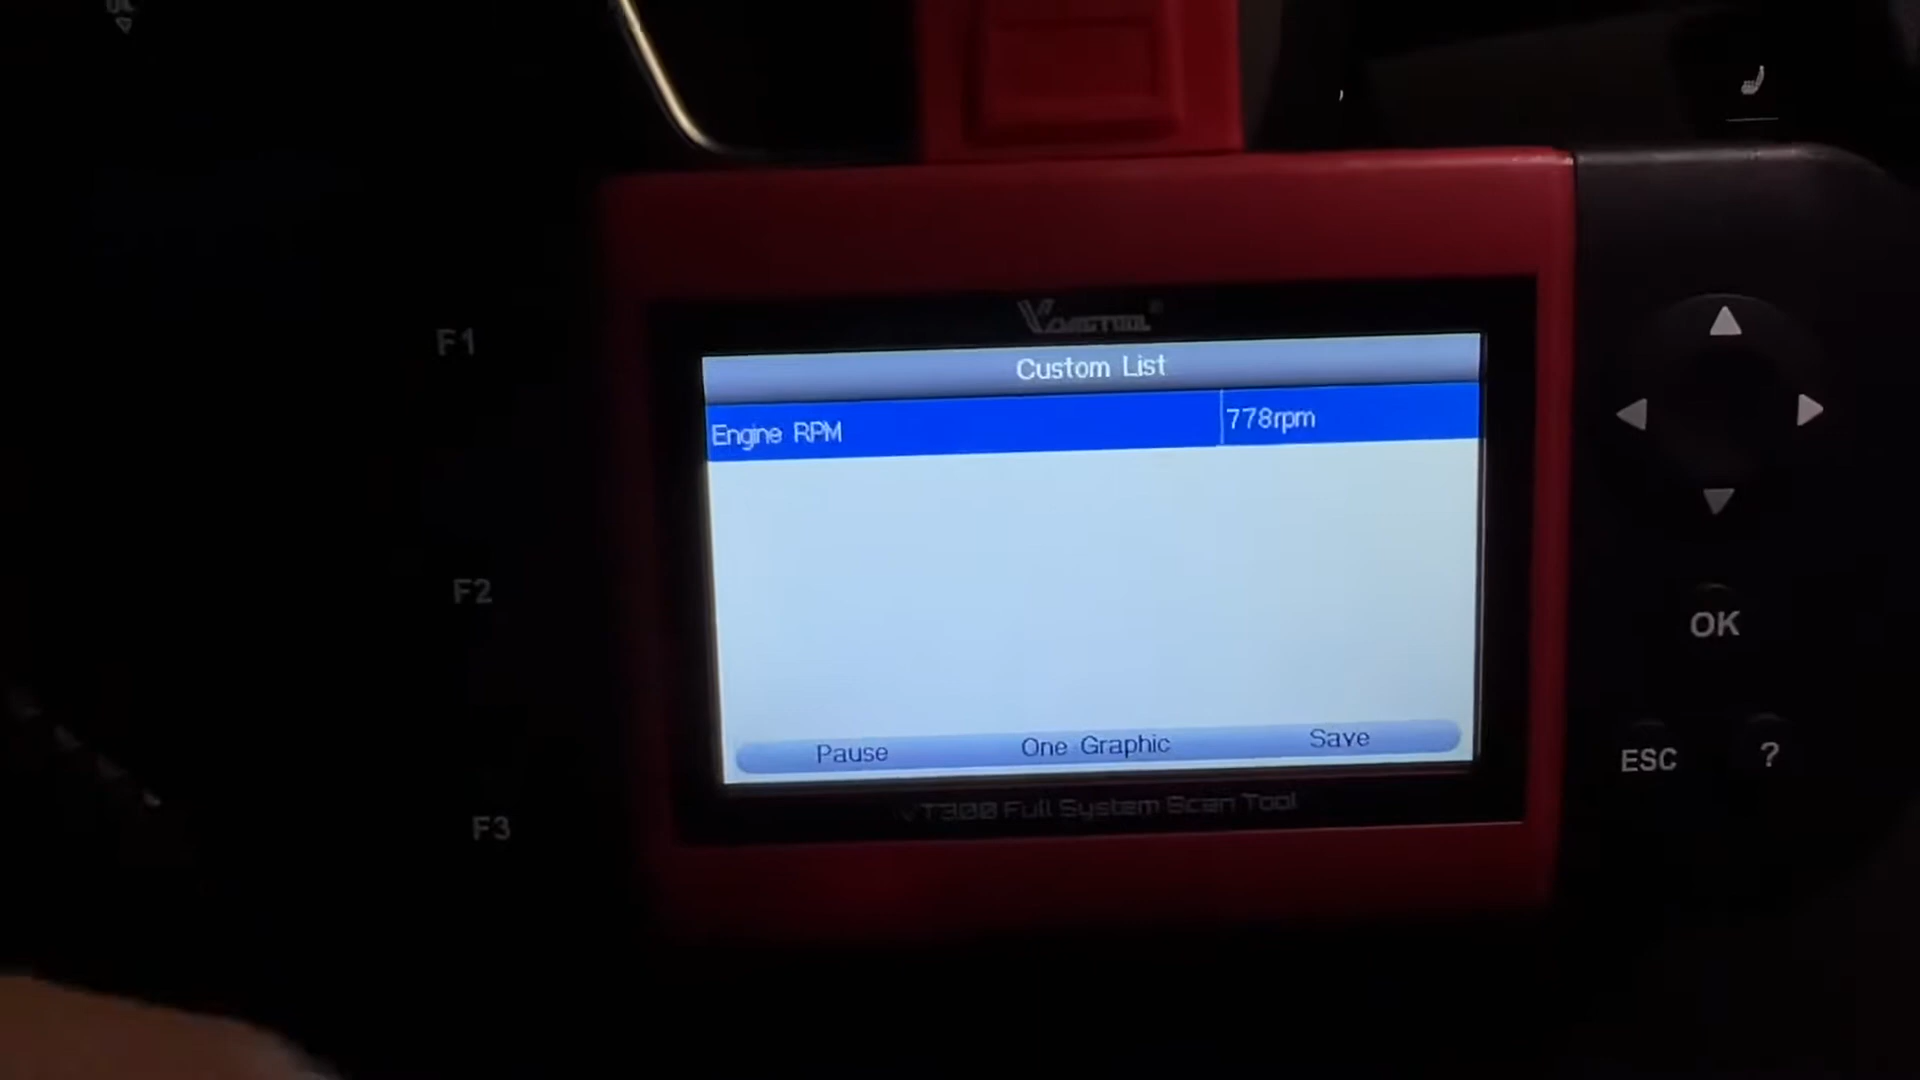 VDIAGTOOL®
Custom List
Engine RPM 778rpm
Pause One Graphic Save
VT300 Full System Scan Tool
F1
F2
F3
OK
ESC ?